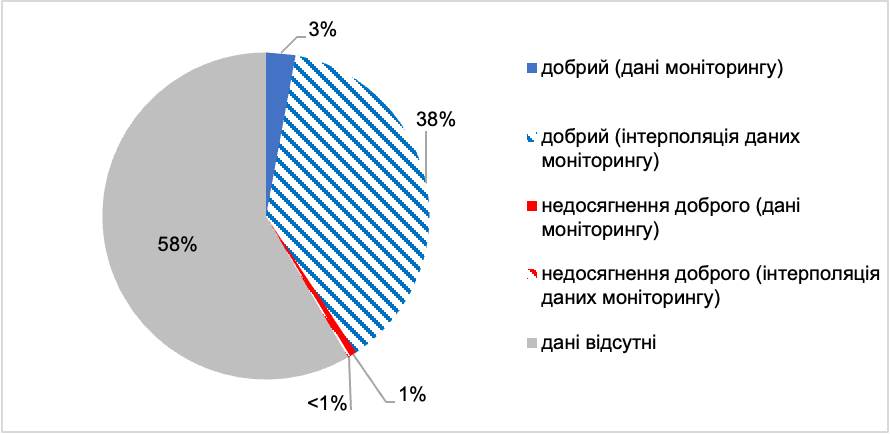 3%
38%
58%
<1%
1%
добрий (дані моніторингу)
добрий (інтерполяція даних
моніторингу)
недосягнення доброго (дані
моніторингу)
недосягнення доброго (інтерполяція
даних моніторингу)
дані відсутні